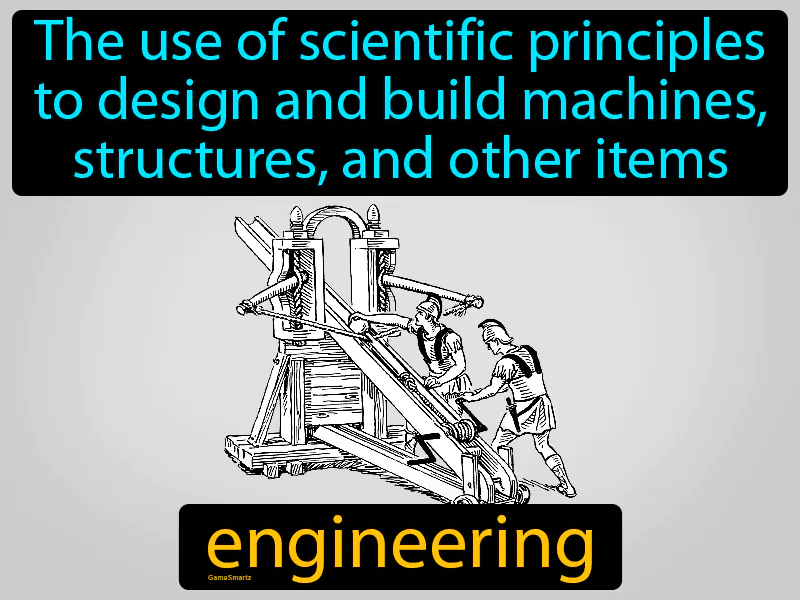 The use of scientific principles
to design and build machines,
structures, and other items
engineering
GameSmartz